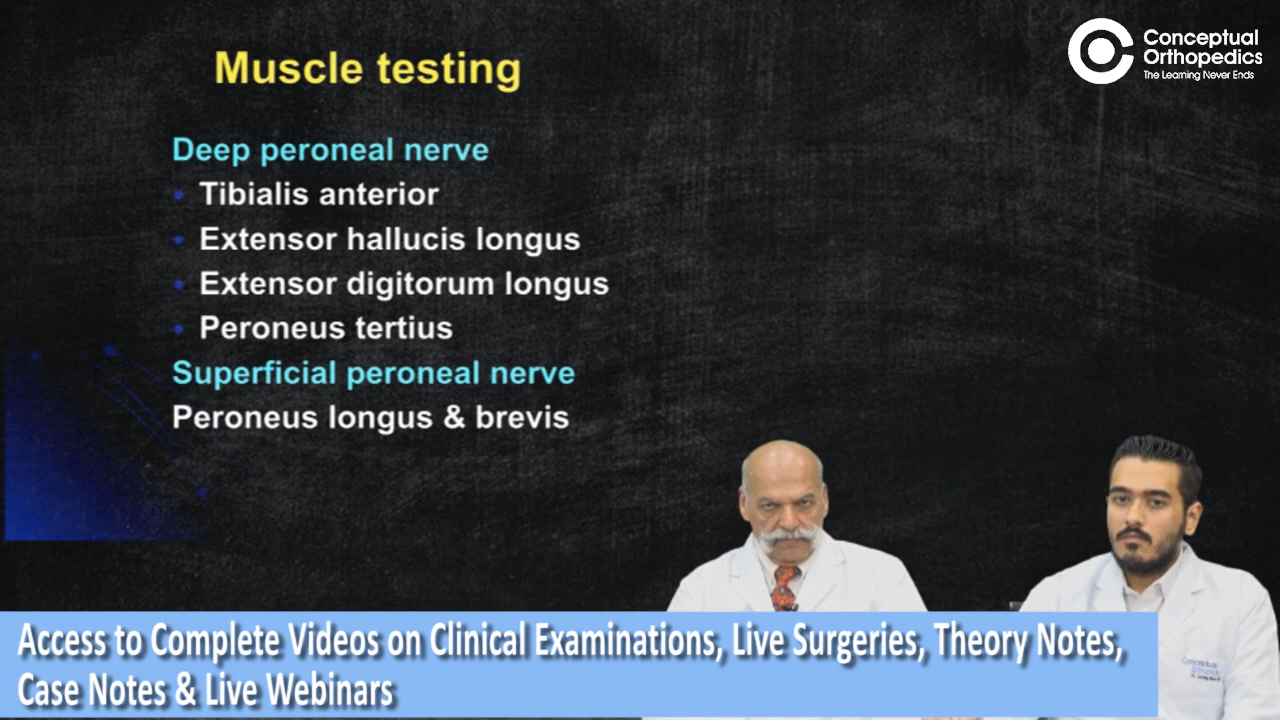 Muscle testing
Conceptual
Orthopedics
The Learning Never Ends
Deep peroneal nerve
• Tibialis anterior
• Extensor hallucis longus
• Extensor digitorum longus
• Peroneus tertius
Superficial peroneal nerve
Peroneus longus & brevis
Access to Complete Videos on Clinical Examinations, Live Surgeries, Theory Notes,
Case Notes & Live Webinars